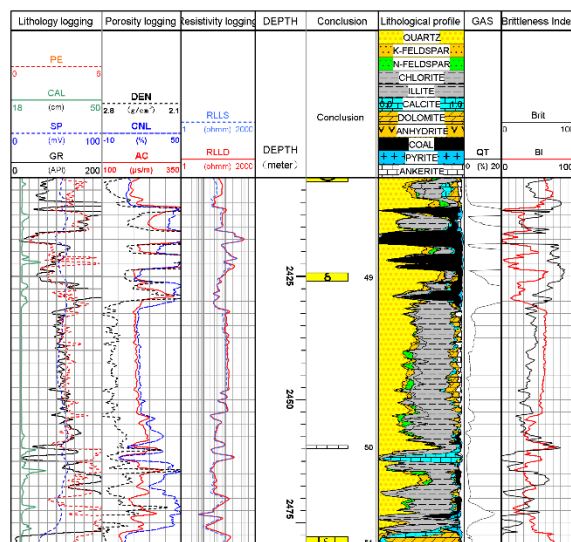 Lithology logging Porosity logging Resistivity logging DEPTH Conclusion Lithological profile GAS Brittleness Index
PE
0 5
CAL
18 (cm) 50
SP
0 (mV) 100
GR
0 (API) 200
DEN
2.8 (g/cm³) 2.1
CNL
-10 (%) 50
AC
100 (μs/m) 350
RLLS
1 (ohmm) 2000
RLLD
1 (ohmm) 2000
DEPTH
(meter)
Conclusion
QUARTZ
K-FELDSPAR
N-FELDSPAR
CHLORITE
ILLITE
CALCITE
DOLOMITE
ANHYDRITE
COAL
PYRITE
ANKERITE
QT
0 (%) 20
Brit
0 100
BI
0 100
2425
49
2450
50
2475